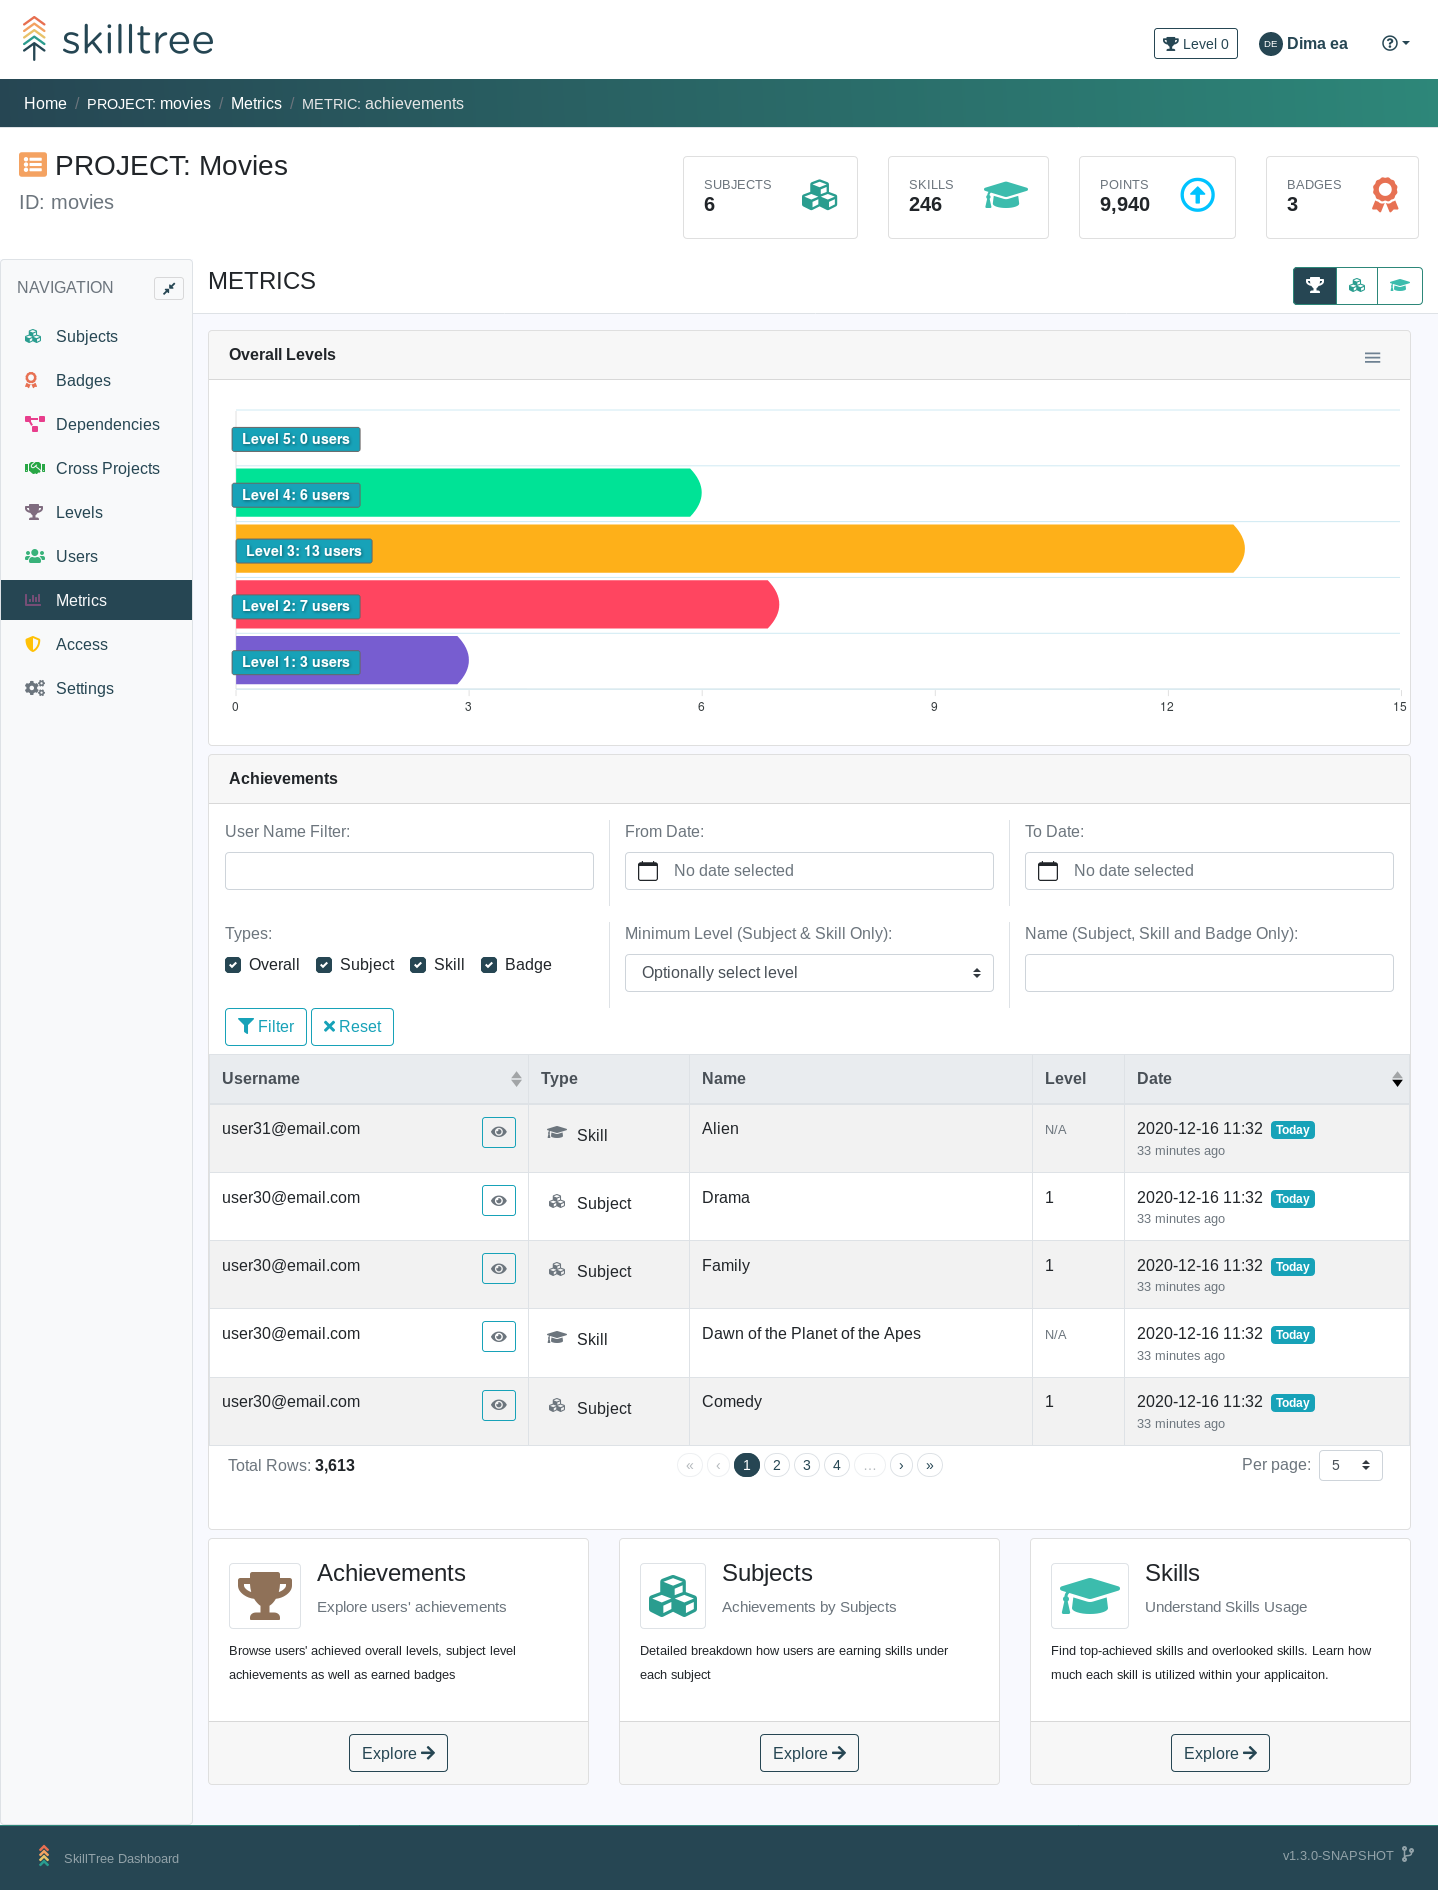 skilltree
Level 0
DE Dima ea
Home / PROJECT: movies / Metrics / METRIC: achievements
PROJECT: Movies
ID: movies
SUBJECTS
6
SKILLS
246
POINTS
9,940
BADGES
3
NAVIGATION
Subjects
Badges
Dependencies
Cross Projects
Levels
Users
Metrics
Access
Settings
METRICS
Overall Levels
Level 5: 0 users
Level 4: 6 users
Level 3: 13 users
Level 2: 7 users
Level 1: 3 users
0 3 6 9 12 15
Achievements
User Name Filter: From Date: To Date:
No date selected No date selected
Types: Minimum Level (Subject & Skill Only): Name (Subject, Skill and Badge Only):
Overall Subject Skill Badge Optionally select level
Filter Reset
Username Type Name Level Date
user31@email.com Skill Alien N/A 2020-12-16 11:32 Today
33 minutes ago
user30@email.com Subject Drama 1 2020-12-16 11:32 Today
33 minutes ago
user30@email.com Subject Family 1 2020-12-16 11:32 Today
33 minutes ago
user30@email.com Skill Dawn of the Planet of the Apes N/A 2020-12-16 11:32 Today
33 minutes ago
user30@email.com Subject Comedy 1 2020-12-16 11:32 Today
33 minutes ago
Total Rows: 3,613 « ‹ 1 2 3 4 … › » Per page: 5
Achievements
Explore users' achievements
Browse users' achieved overall levels, subject level
achievements as well as earned badges
Explore
Subjects
Achievements by Subjects
Detailed breakdown how users are earning skills under
each subject
Explore
Skills
Understand Skills Usage
Find top-achieved skills and overlooked skills. Learn how
much each skill is utilized within your applicaiton.
Explore
SkillTree Dashboard
v1.3.0-SNAPSHOT